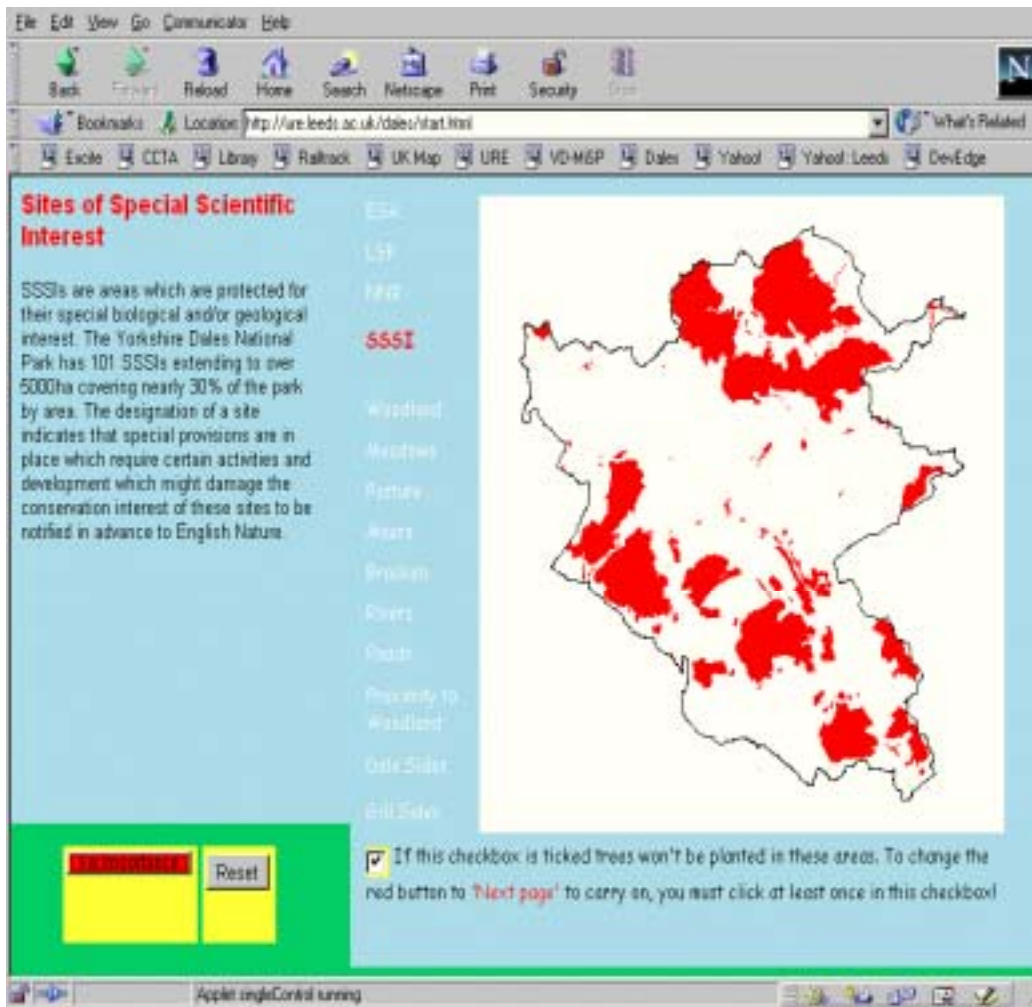 File Edit View Go Communicator Help
Back Forward Reload Home Search Netscape Print Security
Bookmarks Location: http://ure.leeds.ac.uk/dales/start.html What's Related
Excite CCTA Library Railtrack UK Map URE VD-MiSP Dales Yahoo! Yahoo!: Leeds DevEdge
Sites of Special Scientific
Interest
SSSIs are areas which are protected for
their special biological and/or geological
interest. The Yorkshire Dales National
Park has 101 SSSIs extending to over
5000ha covering nearly 30% of the park
by area. The designation of a site
indicates that special provisions are in
place which require certain activities and
development which might damage the
conservation interest of these sites to be
notified in advance to English Nature.
ESA
LSF
NNR
SSSI
Woodland
Meadows
Pasture
Bracken
Rivers
Roads
Proximity to
Woodland
Dale Sides
Gill Sides
Reset
If this checkbox is ticked trees won't be planted in these areas. To change the
red button to 'Next page' to carry on, you must click at least once in this checkbox!
Applet singleControl running